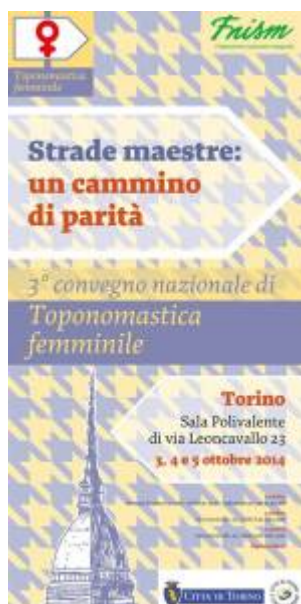 Fnism
Toponomastica
femminile
Strade maestre:
un cammino
di parità
3° convegno nazionale di
Toponomastica
femminile
Torino
Sala Polivalente
di via Leoncavallo 23
3, 4 e 5 ottobre 2014
CITTA DI TORINO